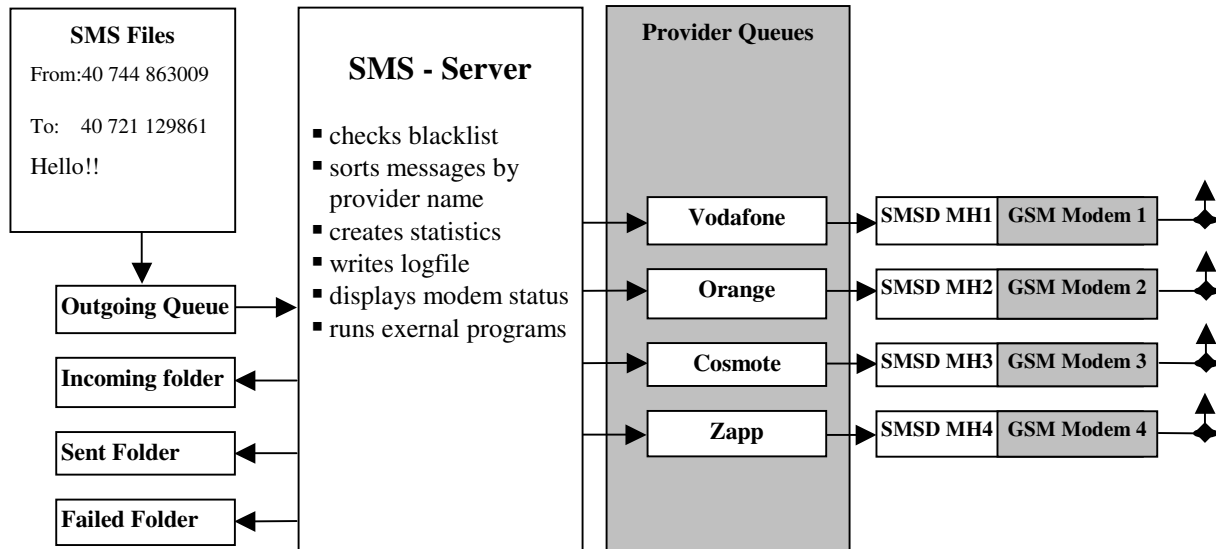 SMS Files
From:40 744 863009
To: 40 721 129861
Hello!!
Outgoing Queue
Incoming folder
Sent Folder
Failed Folder
SMS - Server
▪ checks blacklist
▪ sorts messages by
provider name
▪ creates statistics
▪ writes logfile
▪ displays modem status
▪ runs exernal programs
Provider Queues
Vodafone
Orange
Cosmote
Zapp
SMSD MH1 GSM Modem 1
SMSD MH2 GSM Modem 2
SMSD MH3 GSM Modem 3
SMSD MH4 GSM Modem 4